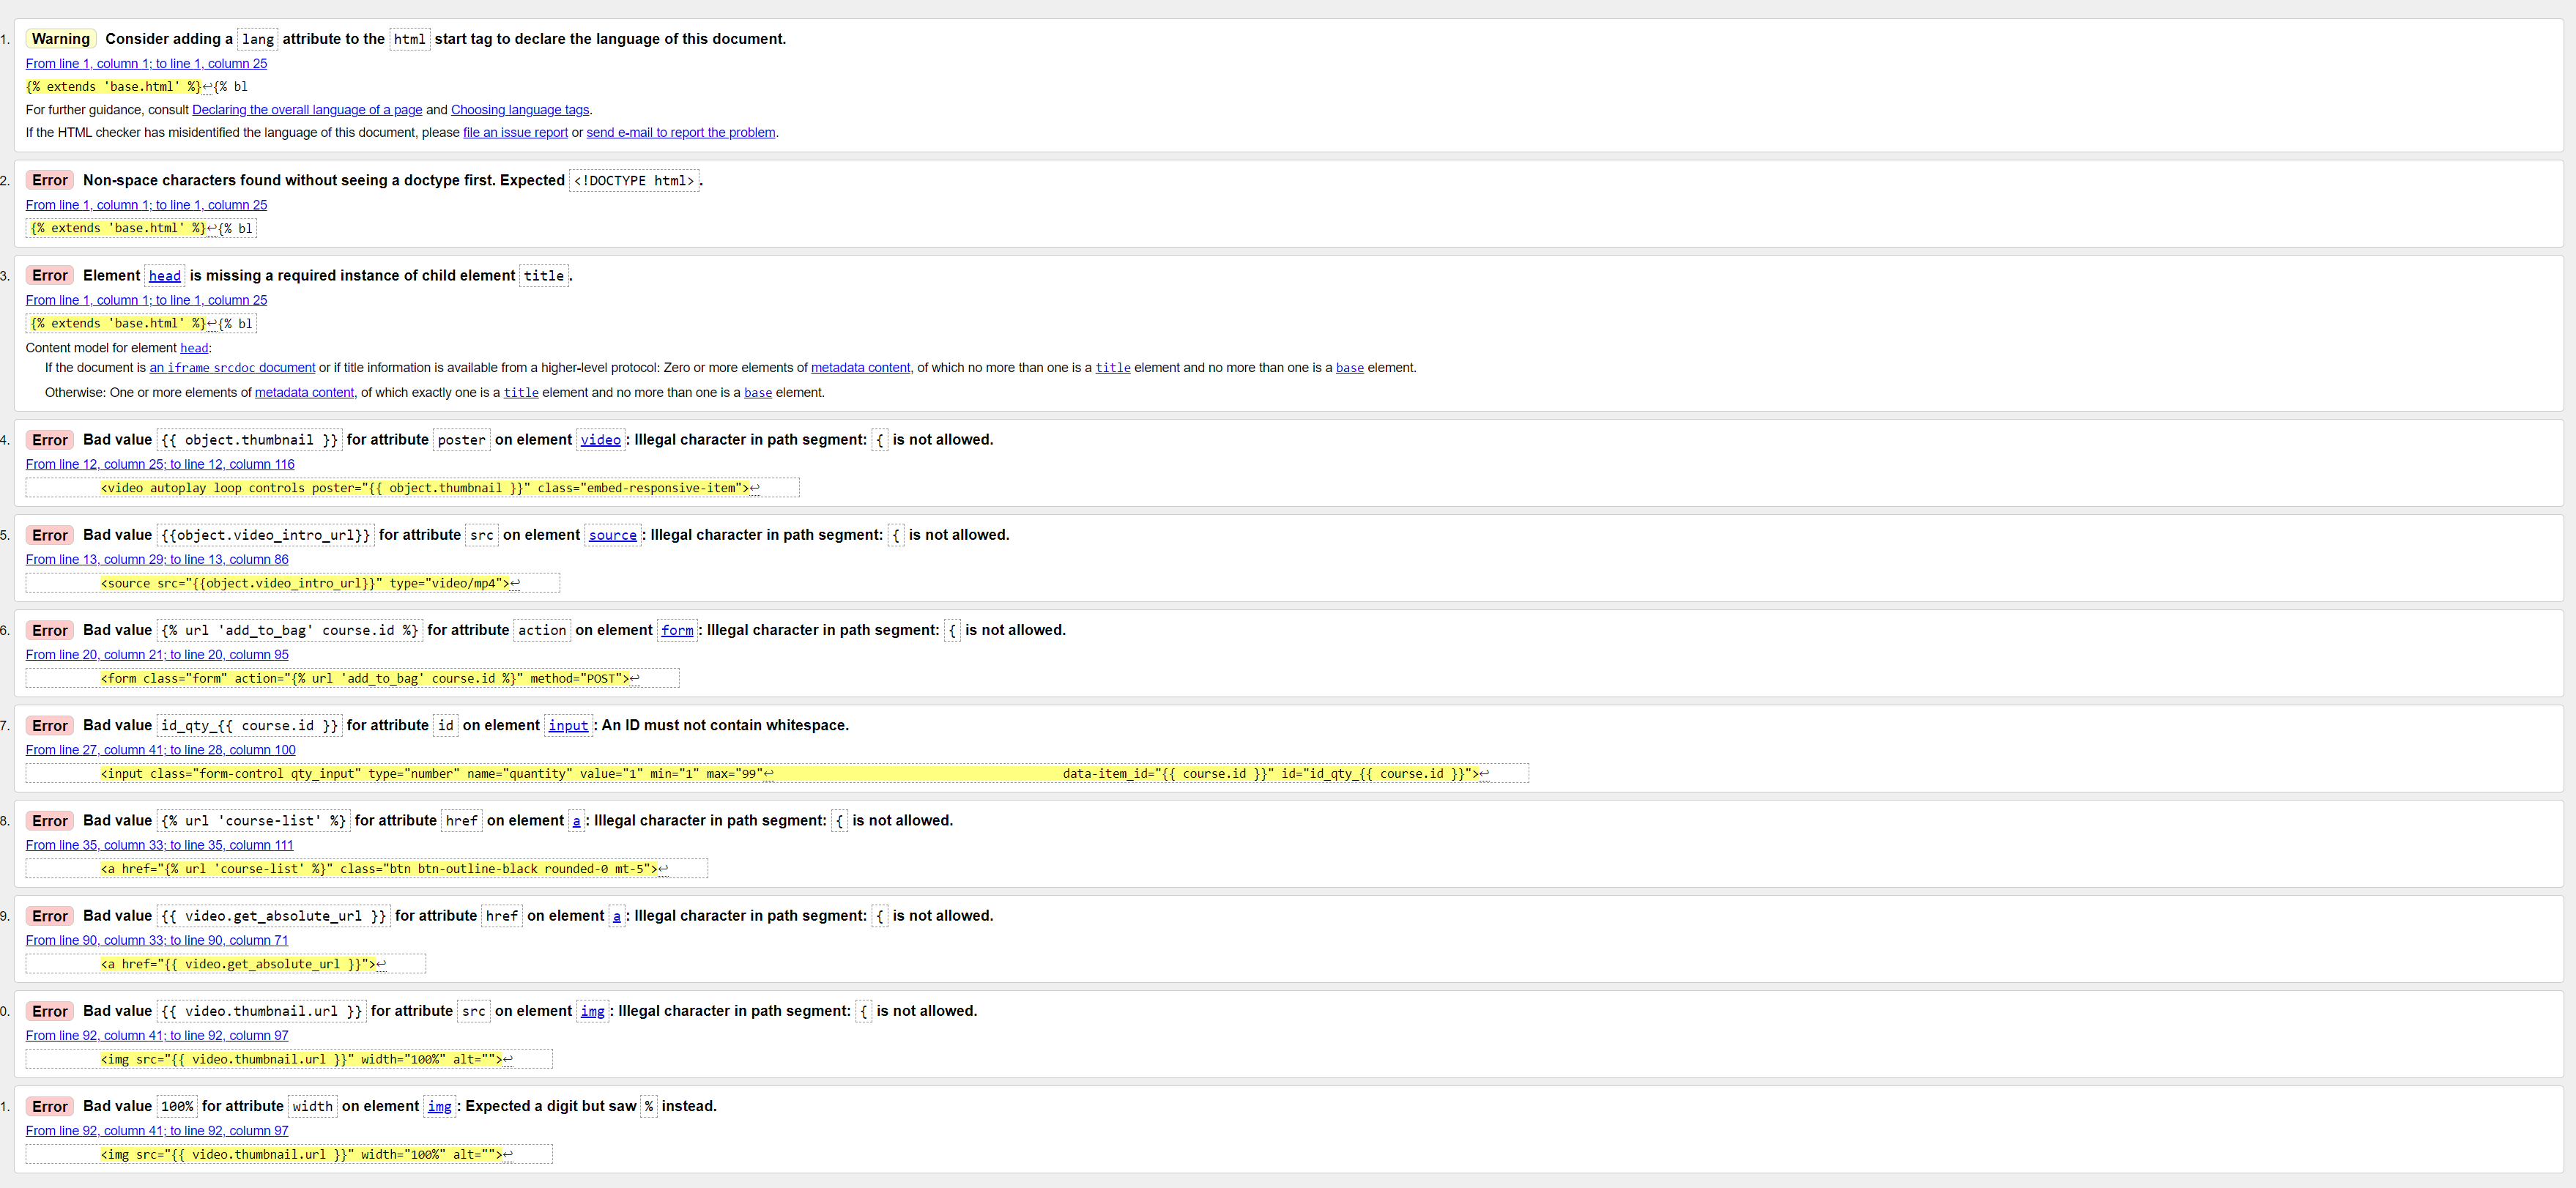 1. Warning Consider adding a lang attribute to the html start tag to declare the language of this document.
From line 1, column 1; to line 1, column 25
{% extends 'base.html' %}↩{% bl
For further guidance, consult Declaring the overall language of a page and Choosing language tags.
If the HTML checker has misidentified the language of this document, please file an issue report or send e-mail to report the problem.
2. Error Non-space characters found without seeing a doctype first. Expected <!DOCTYPE html>.
From line 1, column 1; to line 1, column 25
{% extends 'base.html' %}↩{% bl
3. Error Element head is missing a required instance of child element title.
From line 1, column 1; to line 1, column 25
{% extends 'base.html' %}↩{% bl
Content model for element head:
If the document is an iframe srcdoc document or if title information is available from a higher-level protocol: Zero or more elements of metadata content, of which no more than one is a title element and no more than one is a base element.
Otherwise: One or more elements of metadata content, of which exactly one is a title element and no more than one is a base element.
4. Error Bad value {{ object.thumbnail }} for attribute poster on element video: Illegal character in path segment: { is not allowed.
From line 12, column 25; to line 12, column 116
<video autoplay loop controls poster="{{ object.thumbnail }}" class="embed-responsive-item">↩
5. Error Bad value {{object.video_intro_url}} for attribute src on element source: Illegal character in path segment: { is not allowed.
From line 13, column 29; to line 13, column 86
<source src="{{object.video_intro_url}}" type="video/mp4">↩
6. Error Bad value {% url 'add_to_bag' course.id %} for attribute action on element form: Illegal character in path segment: { is not allowed.
From line 20, column 21; to line 20, column 95
<form class="form" action="{% url 'add_to_bag' course.id %}" method="POST">↩
7. Error Bad value id_qty_{{ course.id }} for attribute id on element input: An ID must not contain whitespace.
From line 27, column 41; to line 28, column 100
<input class="form-control qty_input" type="number" name="quantity" value="1" min="1" max="99"↩ data-item_id="{{ course.id }}" id="id_qty_{{ course.id }}">↩
8. Error Bad value {% url 'course-list' %} for attribute href on element a: Illegal character in path segment: { is not allowed.
From line 35, column 33; to line 35, column 111
<a href="{% url 'course-list' %}" class="btn btn-outline-black rounded-0 mt-5">↩
9. Error Bad value {{ video.get_absolute_url }} for attribute href on element a: Illegal character in path segment: { is not allowed.
From line 90, column 33; to line 90, column 71
<a href="{{ video.get_absolute_url }}">↩
0. Error Bad value {{ video.thumbnail.url }} for attribute src on element img: Illegal character in path segment: { is not allowed.
From line 92, column 41; to line 92, column 97
<img src="{{ video.thumbnail.url }}" width="100%" alt="">↩
1. Error Bad value 100% for attribute width on element img: Expected a digit but saw % instead.
From line 92, column 41; to line 92, column 97
<img src="{{ video.thumbnail.url }}" width="100%" alt="">↩